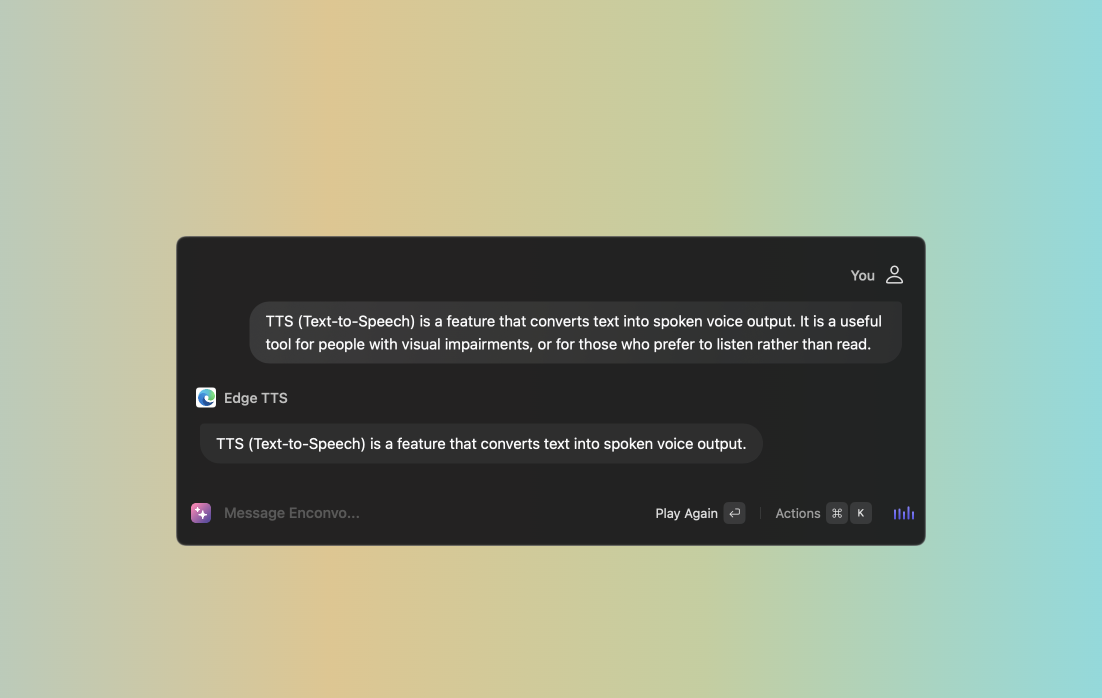 You
TTS (Text-to-Speech) is a feature that converts text into spoken voice output. It is a useful
tool for people with visual impairments, or for those who prefer to listen rather than read.
Edge TTS
TTS (Text-to-Speech) is a feature that converts text into spoken voice output.
Message Enconvo... Play Again ↵ Actions ⌘ K